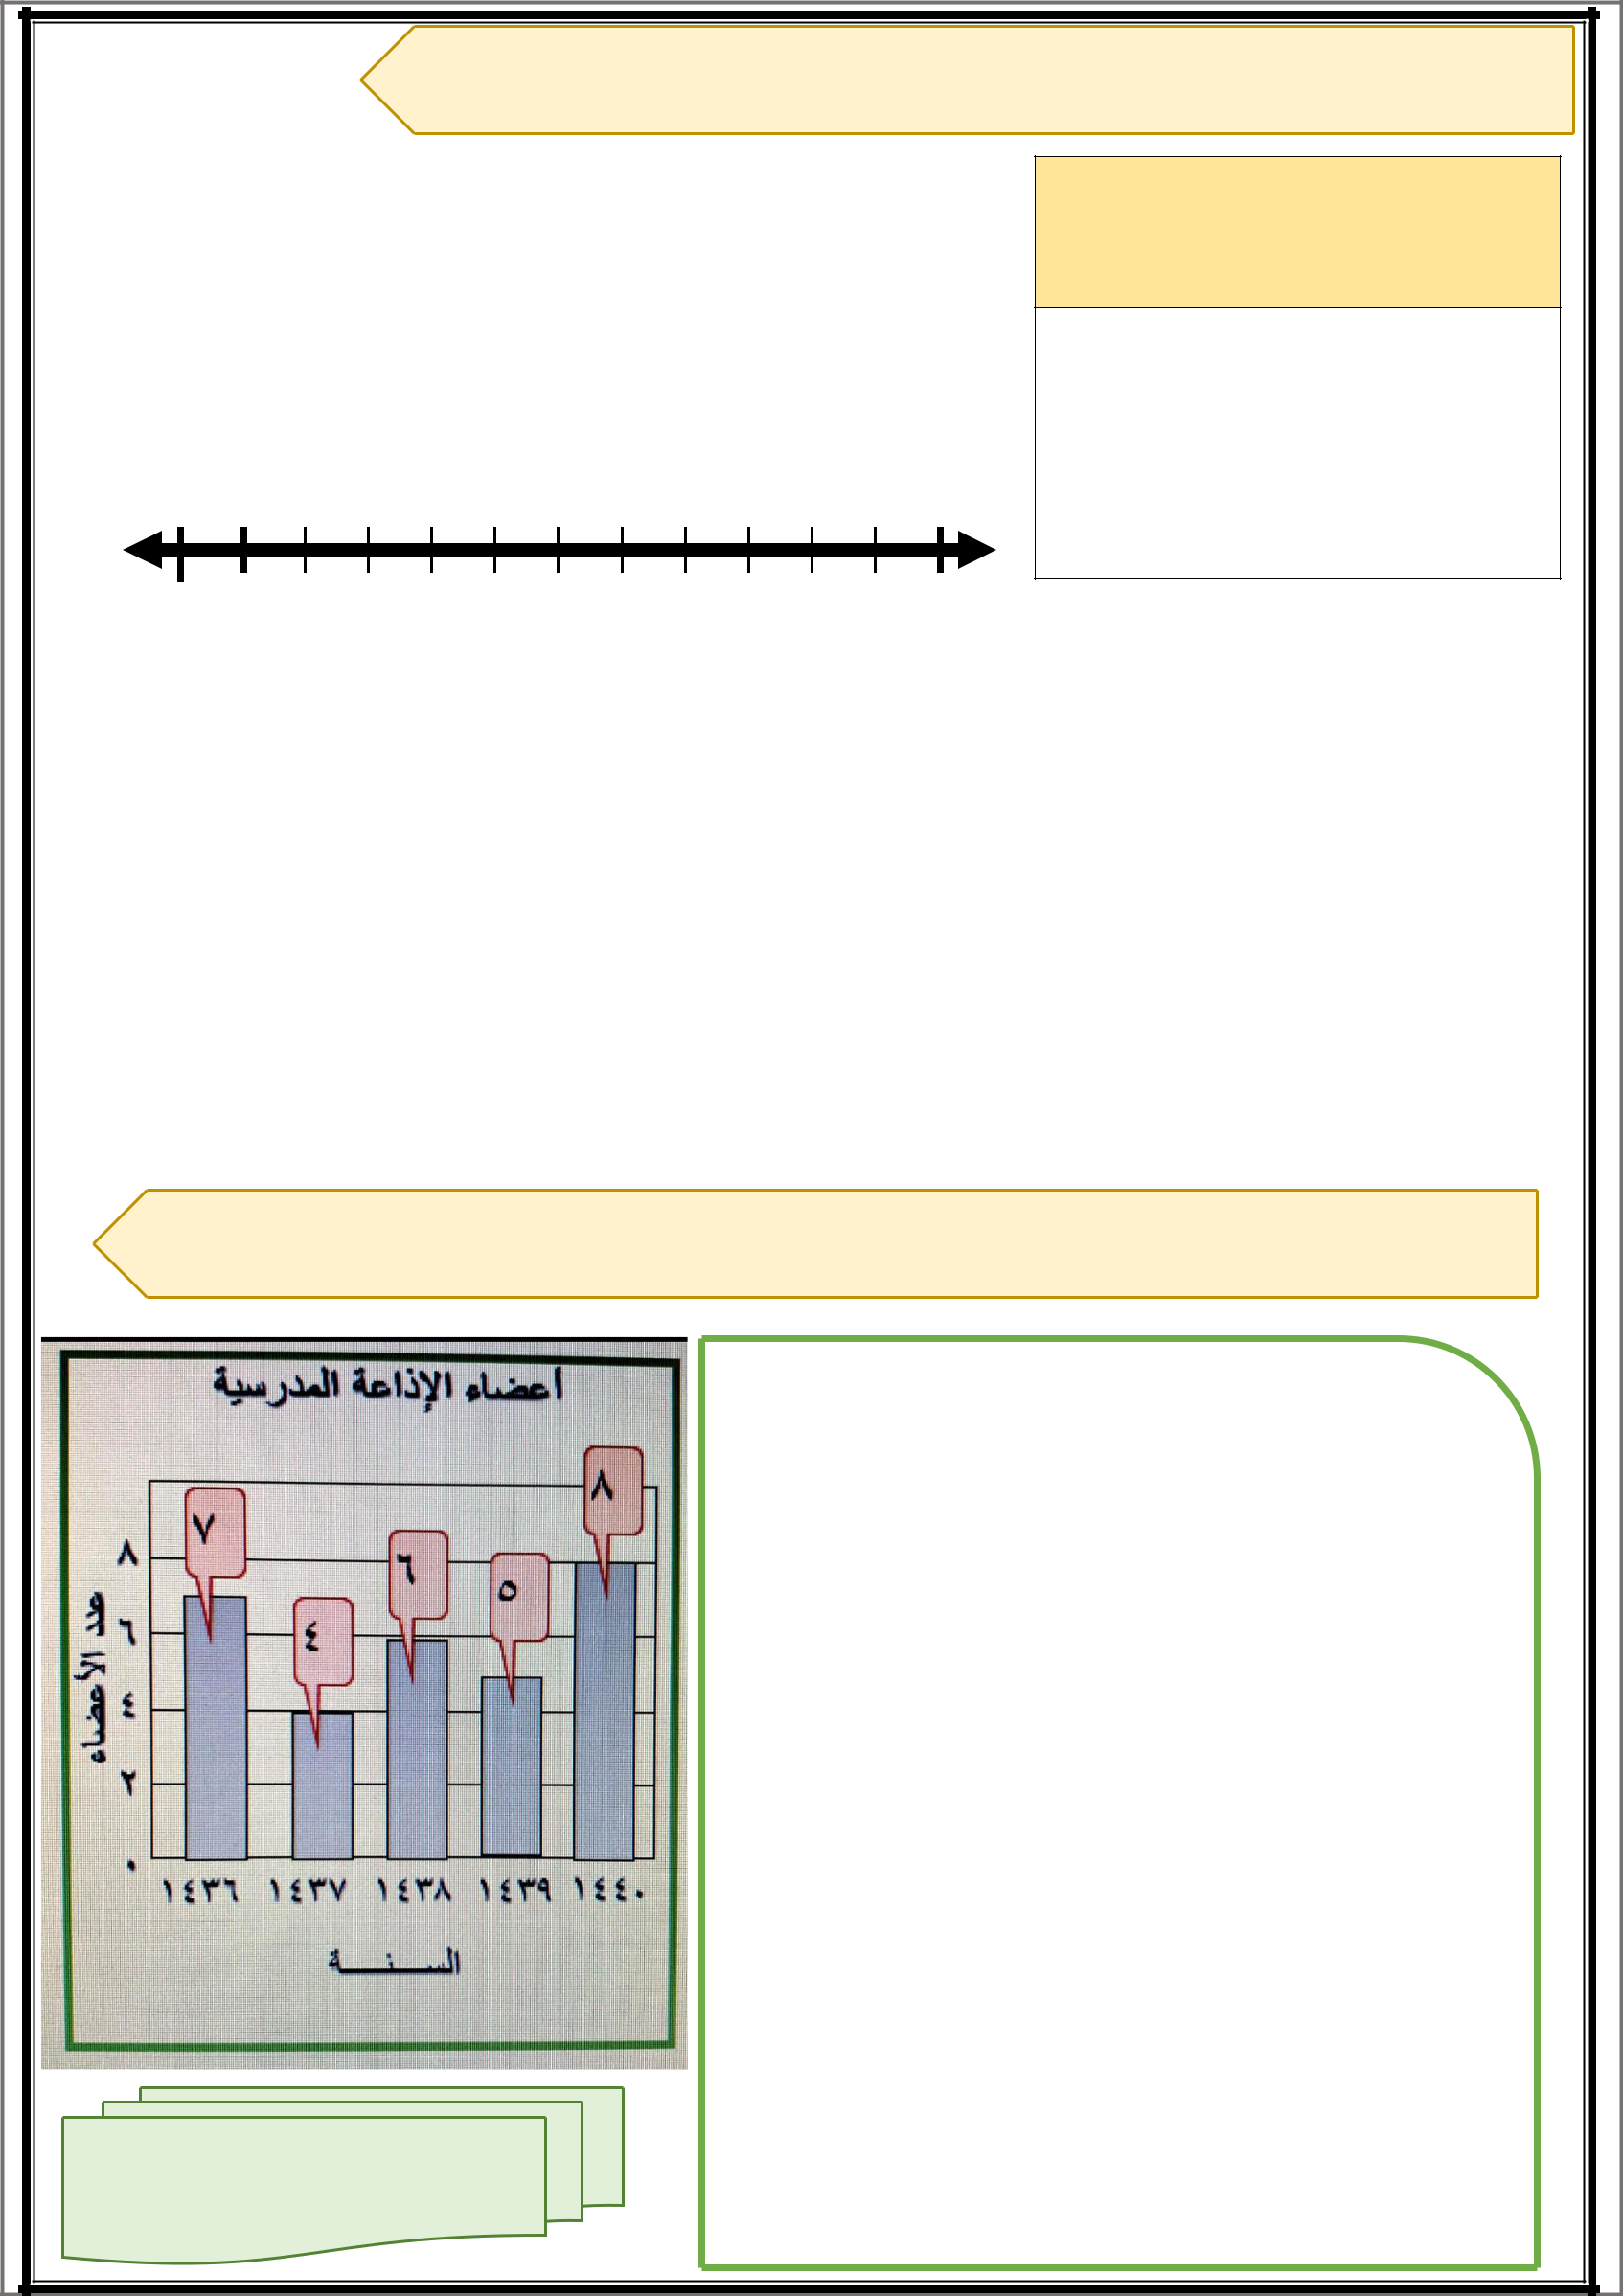 أعضاء الإذاعة المدرسية
٨
٧
٦
٥
٤
٨
٦
٤
٢
٠
عدد الأعضاء
١٤٣٦ ١٤٣٧ ١٤٣٨ ١٤٣٩ ١٤٤٠
الســنــة